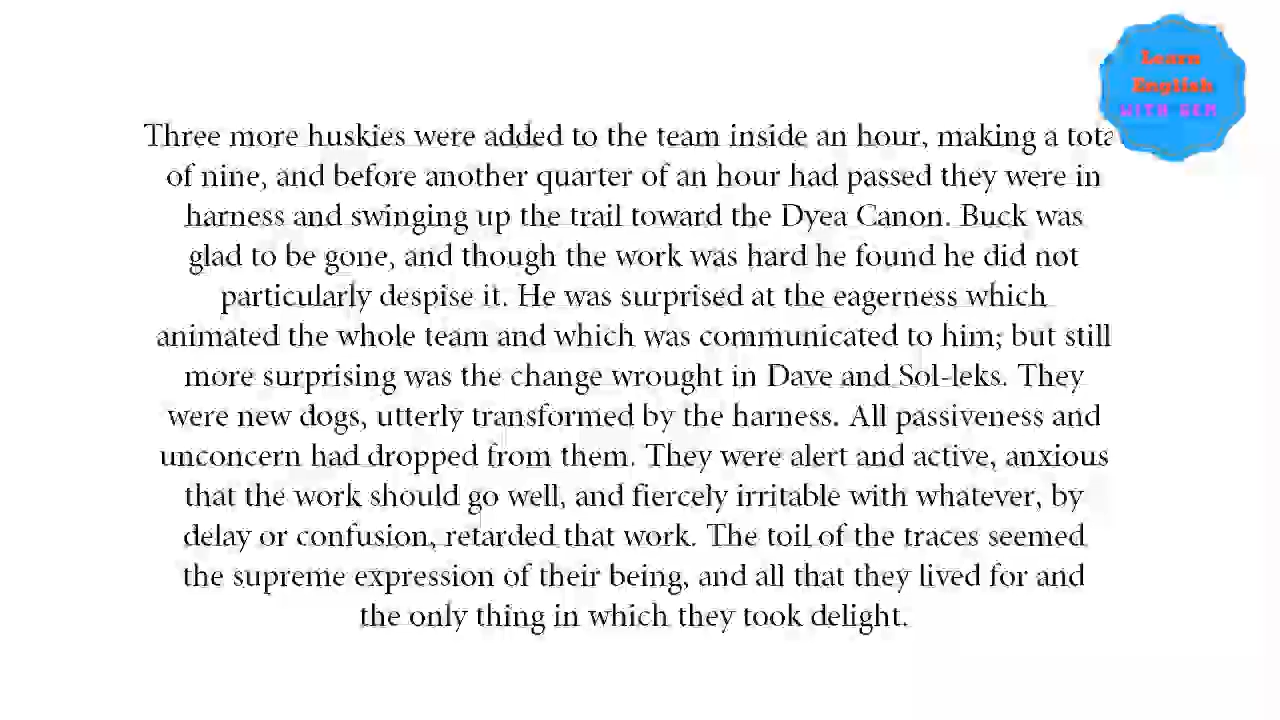 Learn
English
WITH GEM
Three more huskies were added to the team inside an hour, making a total
of nine, and before another quarter of an hour had passed they were in
harness and swinging up the trail toward the Dyea Canon. Buck was
glad to be gone, and though the work was hard he found he did not
particularly despise it. He was surprised at the eagerness which
animated the whole team and which was communicated to him; but still
more surprising was the change wrought in Dave and Sol-leks. They
were new dogs, utterly transformed by the harness. All passiveness and
unconcern had dropped from them. They were alert and active, anxious
that the work should go well, and fiercely irritable with whatever, by
delay or confusion, retarded that work. The toil of the traces seemed
the supreme expression of their being, and all that they lived for and
the only thing in which they took delight.